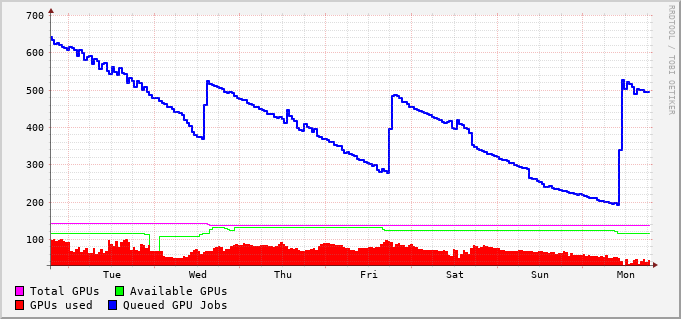 700
600
500
400
300
200
100
Tue Wed Thu Fri Sat Sun Mon
Total GPUs Available GPUs
GPUs used Queued GPU Jobs
RRDTOOL / TOBI OETIKER